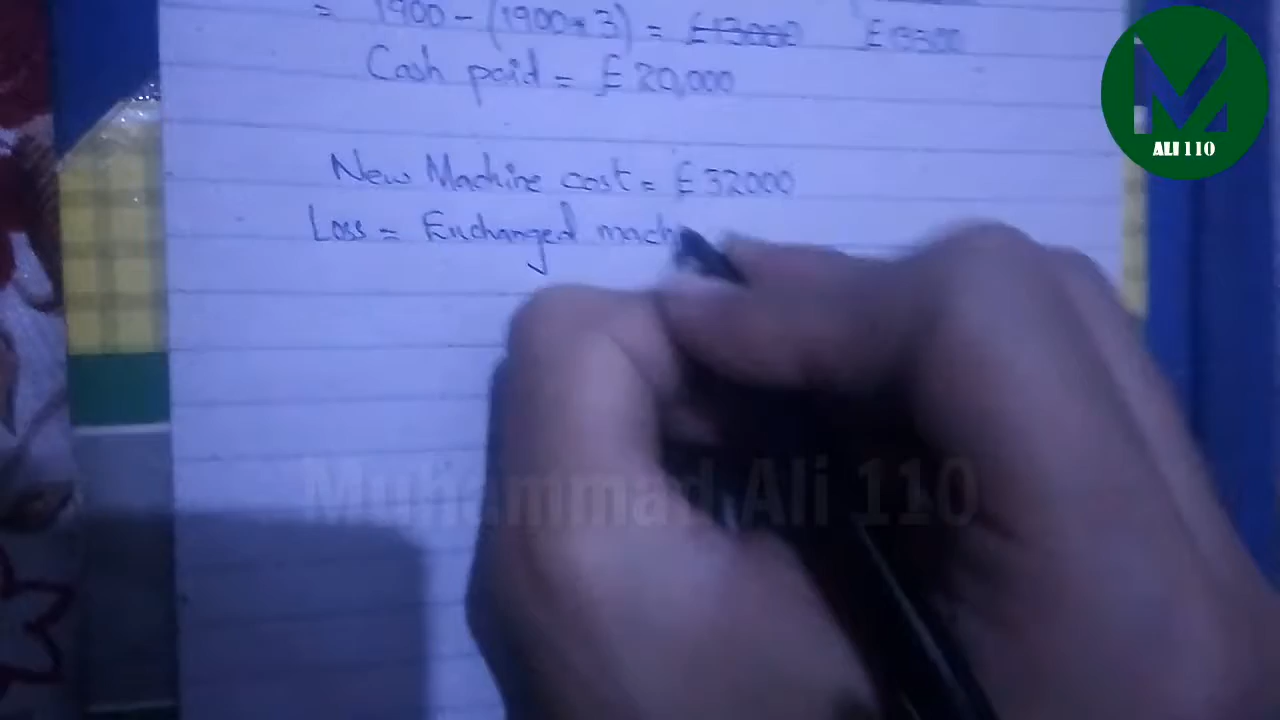 = 1900 - (1900 × 3) = £13000 £13300
Cash paid = £20,000
New Machine cost = £32000
Loss = Exchanged mach
M
ALI 110
Muhammad Ali 110